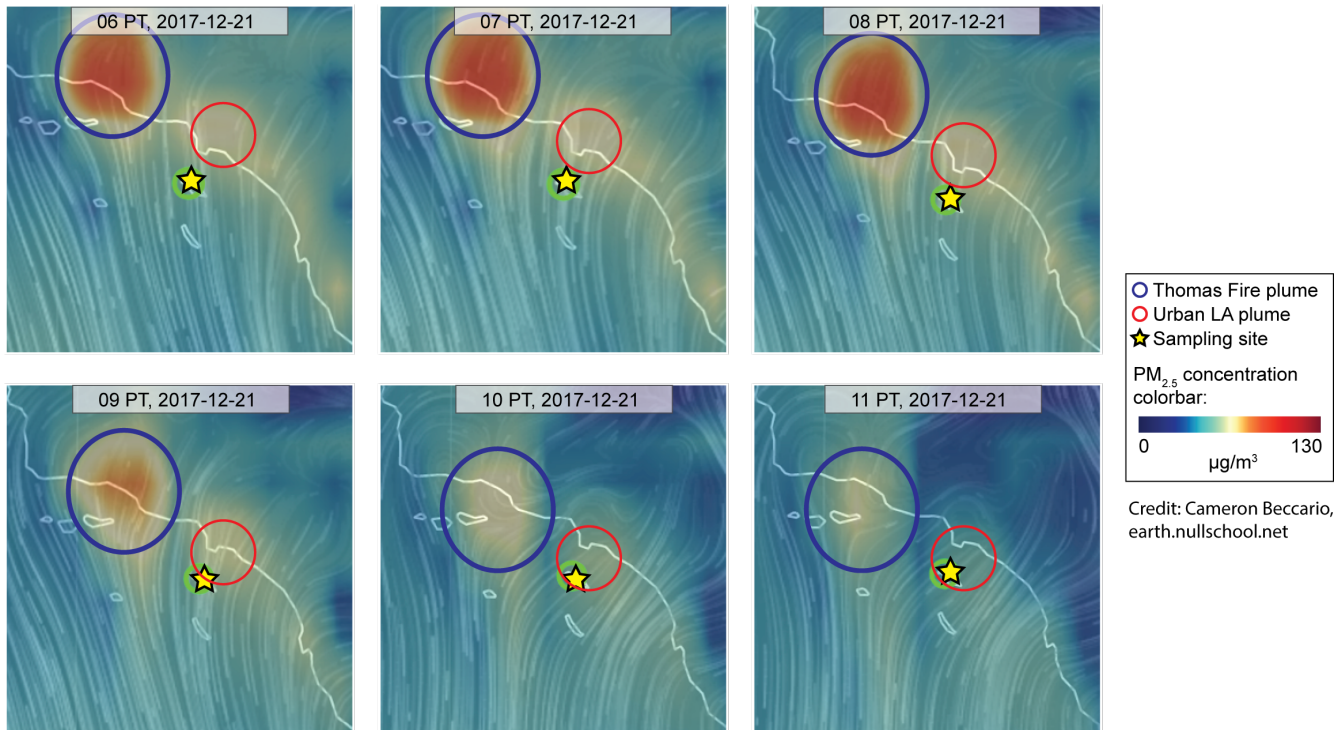 06 PT, 2017-12-21
07 PT, 2017-12-21
08 PT, 2017-12-21
09 PT, 2017-12-21
10 PT, 2017-12-21
11 PT, 2017-12-21
Thomas Fire plume
Urban LA plume
Sampling site
PM2.5 concentration
colorbar:
0 130
µg/m³
Credit: Cameron Beccario,
earth.nullschool.net